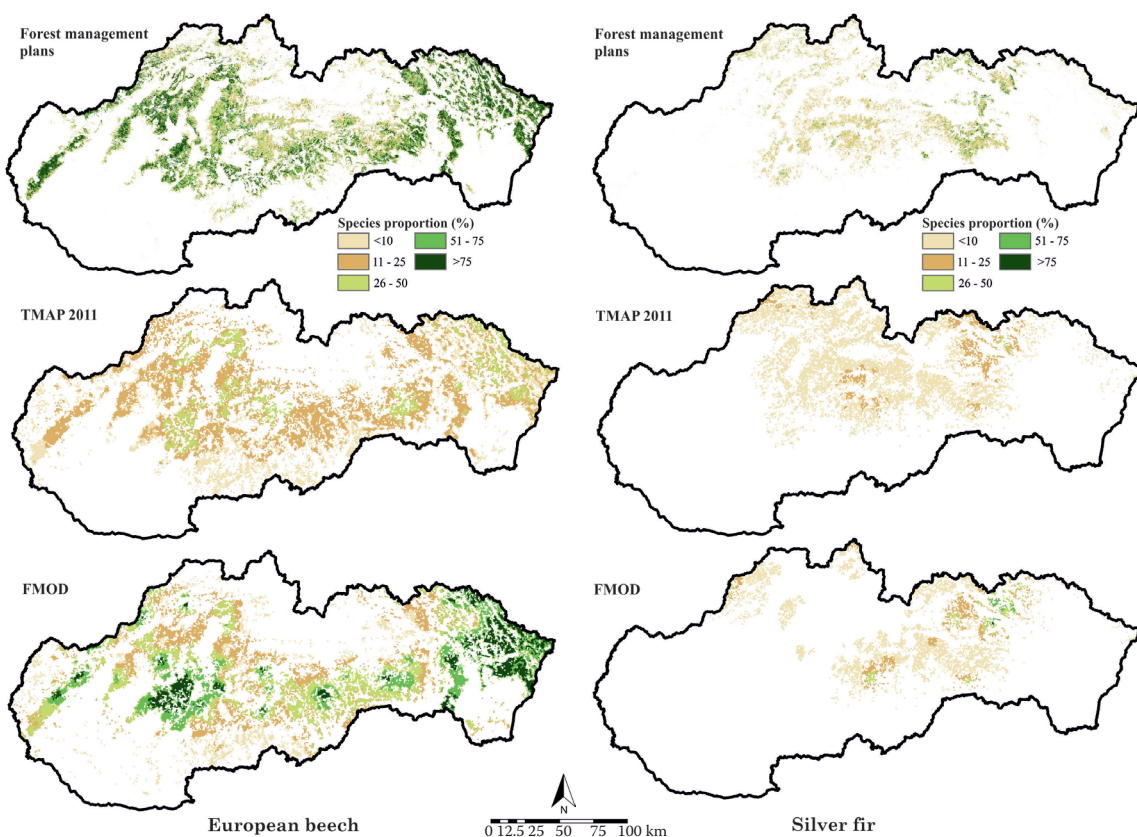 Forest management
plans
Forest management
plans
Species proportion (%)
<10
51 - 75
11 - 25
>75
26 - 50
Species proportion (%)
<10
51 - 75
11 - 25
>75
26 - 50
TMAP 2011
TMAP 2011
FMOD
FMOD
N
European beech
0 12.5 25 50 75 100 km
Silver fir